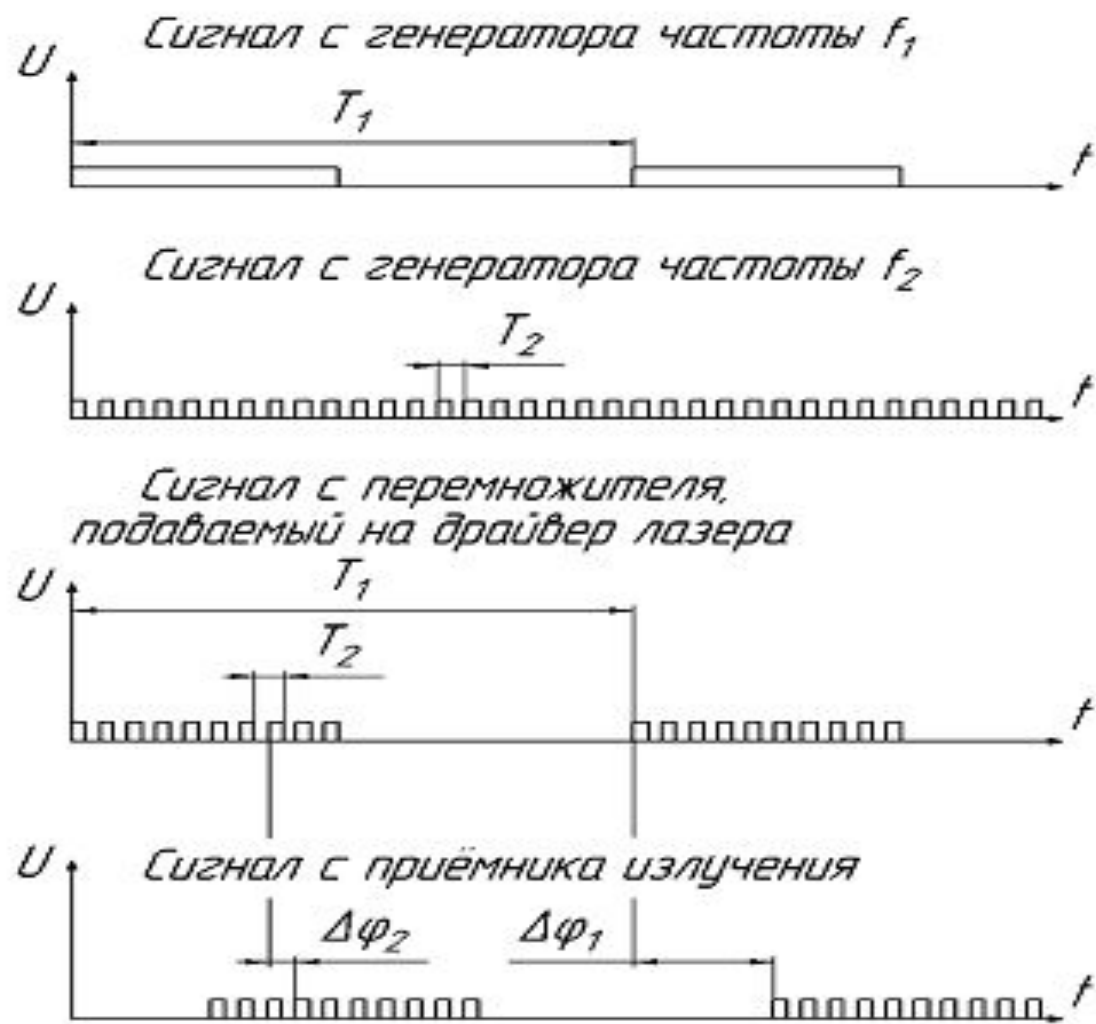 Сигнал с генератора частоты f₁
U
T₁
t
Сигнал с генератора частоты f₂
U
T₂
t
Сигнал с перемножителя,
подаваемый на драйвер лазера
U
T₁
T₂
t
U
Сигнал с приёмника излучения
Δφ₂ Δφ₁
t